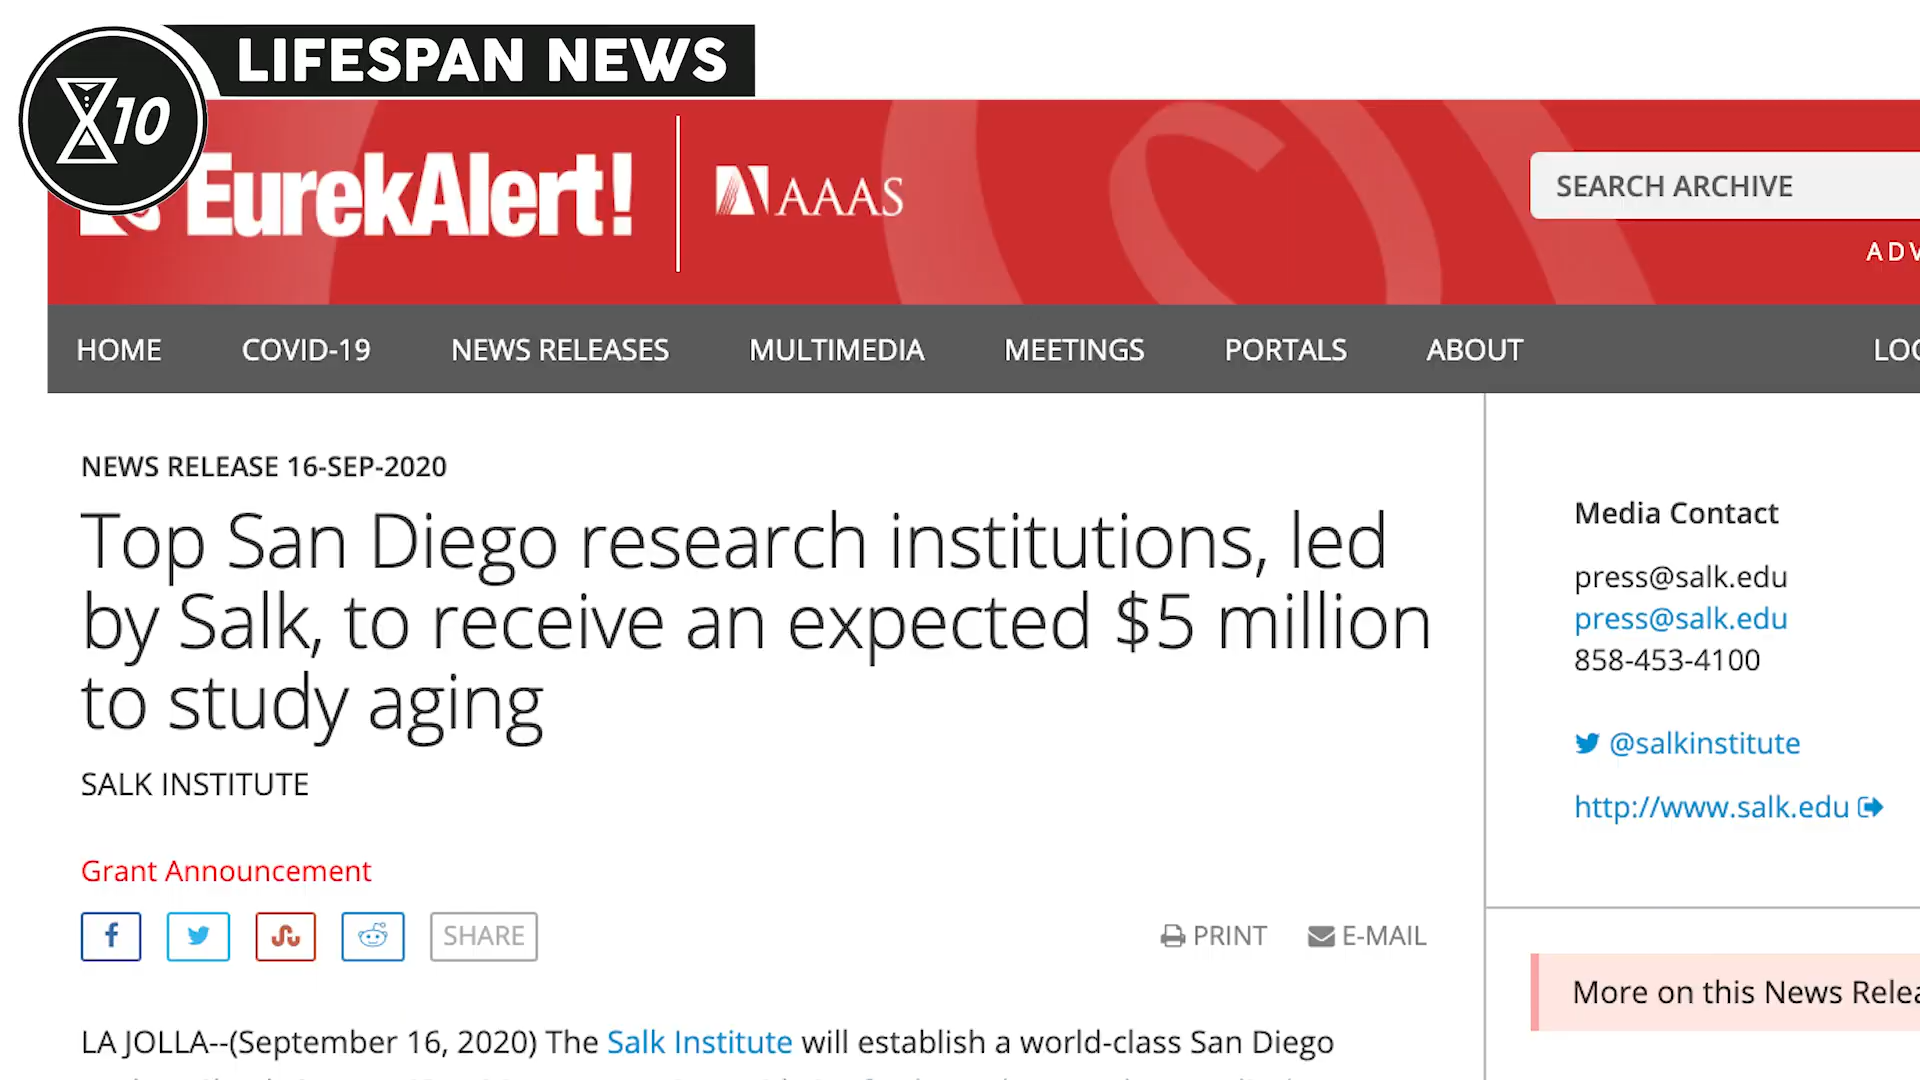 LIFESPAN NEWS
X10
EurekAlert!
AAAS
SEARCH ARCHIVE
HOME
COVID-19
NEWS RELEASES
MULTIMEDIA
MEETINGS
PORTALS
ABOUT
NEWS RELEASE 16-SEP-2020
Top San Diego research institutions, led
by Salk, to receive an expected $5 million
to study aging
SALK INSTITUTE
Grant Announcement
SHARE
PRINT
E-MAIL
LA JOLLA--(September 16, 2020) The Salk Institute will establish a world-class San Diego
Media Contact
press@salk.edu
press@salk.edu
858-453-4100
@salkinstitute
http://www.salk.edu
More on this News